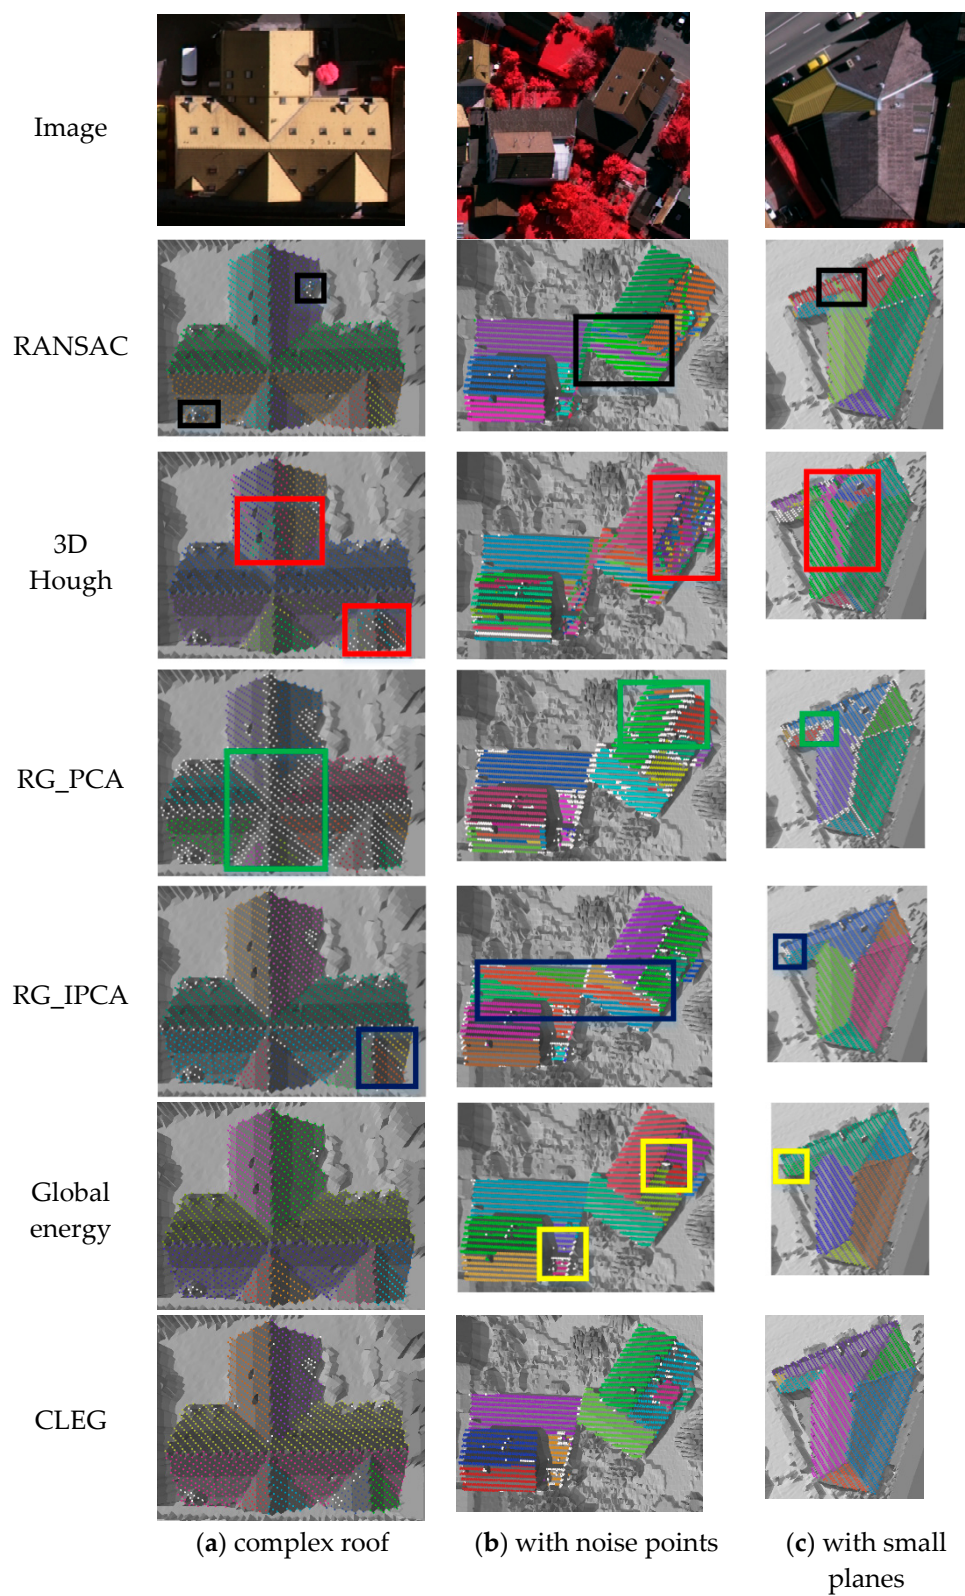 Image
RANSAC
3D
Hough
RG_PCA
RG_IPCA
Global
energy
CLEG
(a) complex roof
(b) with noise points
(c) with small
planes